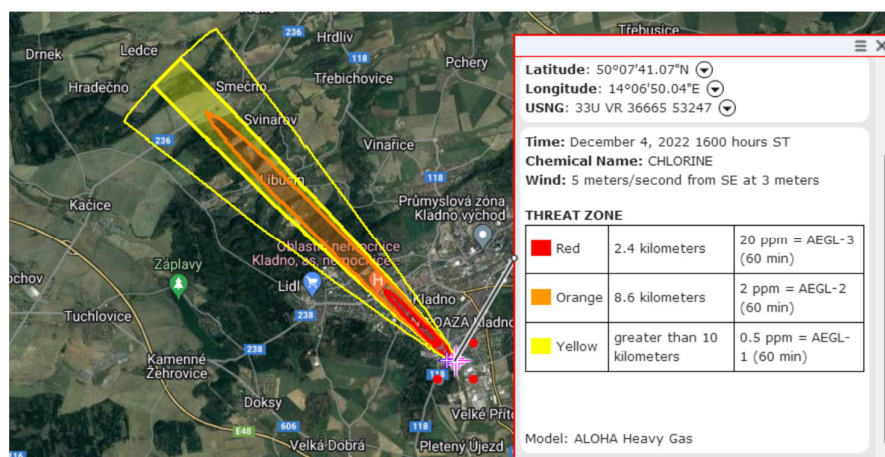 236
Hrdlív
Třebusice
Drnek
Ledce
118
Pchery
Hradečno
Smečno
Třebichovice
Svinařov
Vinařice
236
Libušín
118
Kačice
Průmyslová zóna
Kladno východ
Oblastní nemocnice
Kladno, a.s., nemocnice...
Záplavy
Lidl
H
Kladno
Tuchlovice
238
OAZA Kladno
238
Kamenné
Žehrovice
118
Doksy
606
118
Velké Příto
E48
Velká Dobrá
Pletený Újezd
Latitude: 50°07'41.07"N
Longitude: 14°06'50.04"E
USNG: 33U VR 36665 53247
Time: December 4, 2022 1600 hours ST
Chemical Name: CHLORINE
Wind: 5 meters/second from SE at 3 meters
THREAT ZONE
Red 2.4 kilometers 20 ppm = AEGL-3
(60 min)
Orange 8.6 kilometers 2 ppm = AEGL-2
(60 min)
Yellow greater than 10 0.5 ppm = AEGL-
kilometers 1 (60 min)
Model: ALOHA Heavy Gas